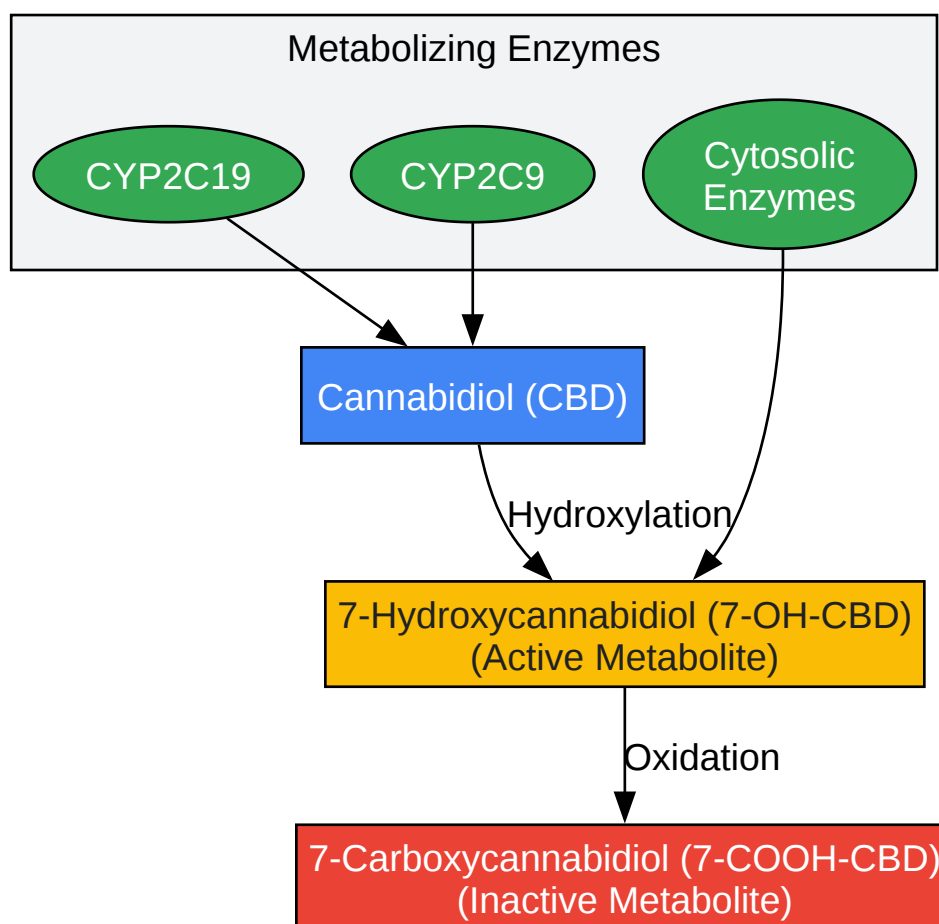 Metabolizing Enzymes
CYP2C19
CYP2C9
Cytosolic
Enzymes
Cannabidiol (CBD)
Hydroxylation
7-Hydroxycannabidiol (7-OH-CBD)
(Active Metabolite)
Oxidation
7-Carboxycannabidiol (7-COOH-CBD)
(Inactive Metabolite)